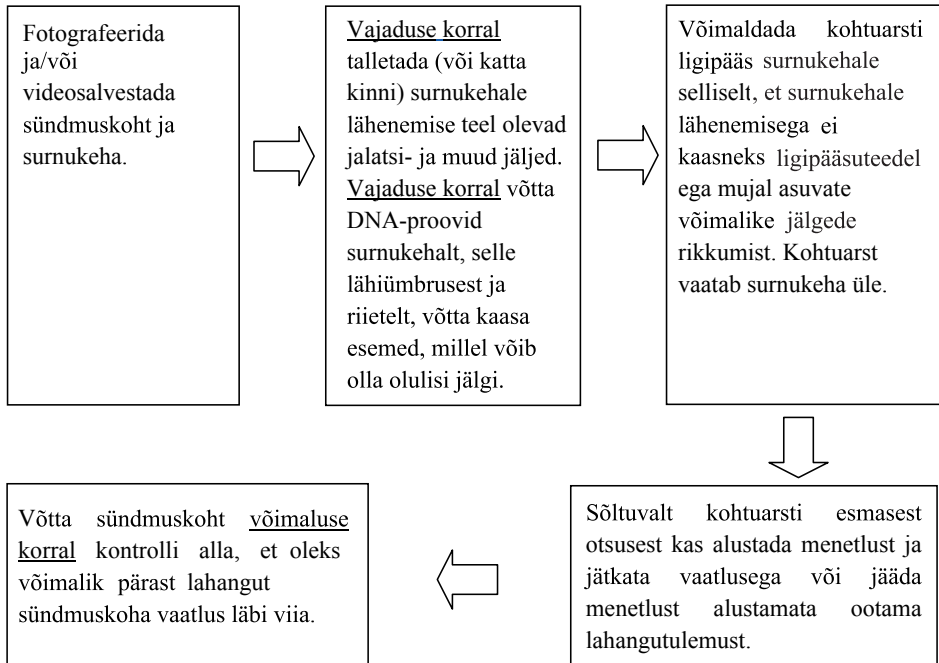 Fotografeerida
ja/või
videosalvestada
sündmuskoht ja
surnukeha.
Vajaduse korral
talletada (või katta
kinni) surnukehale
lähenemise teel olevad
jalatsi- ja muud jäljed.
Vajaduse korral võtta
DNA-proovid
surnukehalt, selle
lähiümbrusest ja
riietelt, võtta kaasa
esemed, millel võib
olla olulisi jälgi.
Võimaldada kohtuarsti
ligipääs surnukehale
selliselt, et surnukehale
lähenemisega ei
kaasneks ligipääsuteedel
ega mujal asuvate
võimalike jälgede
rikkumist. Kohtuarst
vaatab surnukeha üle.
Sõltuvalt kohtuarsti esmasest
otsusest kas alustada menetlust ja
jätkata vaatlusega või jääda
menetlust alustamata ootama
lahangutulemust.
Võtta sündmuskoht võimaluse
korral kontrolli alla, et oleks
võimalik pärast lahangut
sündmuskoha vaatlus läbi viia.